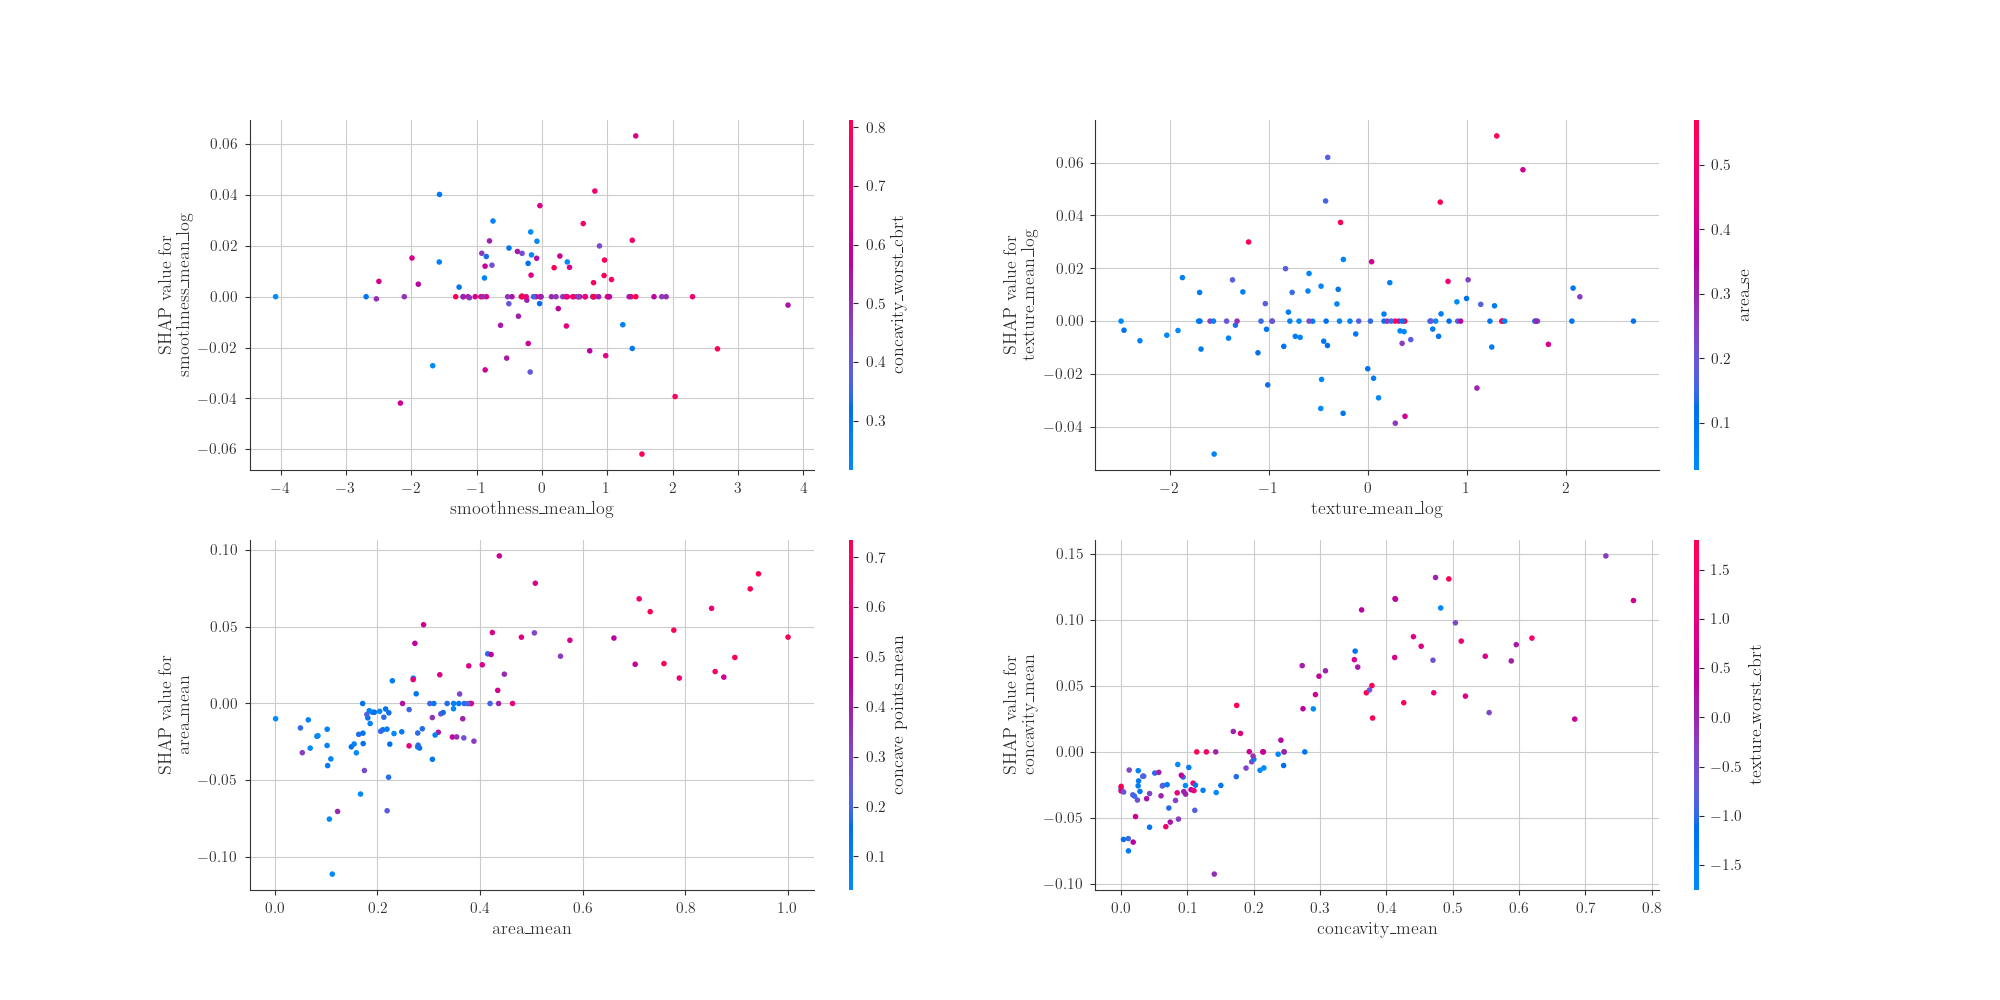 SHAP value for
smoothness_mean_log
0.06
0.04
0.02
0.00
−0.02
−0.04
−0.06
−4 −3 −2 −1 0 1 2 3 4
smoothness_mean_log
0.8
0.7
0.6
0.5
0.4
0.3
concavity_worst_cbrt
SHAP value for
texture_mean_log
0.06
0.04
0.02
0.00
−0.02
−0.04
−2 −1 0 1 2
texture_mean_log
0.5
0.4
0.3
0.2
0.1
area_se
SHAP value for
area_mean
0.10
0.05
0.00
−0.05
−0.10
0.0 0.2 0.4 0.6 0.8 1.0
area_mean
0.7
0.6
0.5
0.4
0.3
0.2
0.1
concave points_mean
SHAP value for
concavity_mean
0.15
0.10
0.05
0.00
−0.05
−0.10
0.0 0.1 0.2 0.3 0.4 0.5 0.6 0.7 0.8
concavity_mean
1.5
1.0
0.5
0.0
−0.5
−1.0
−1.5
texture_worst_cbrt